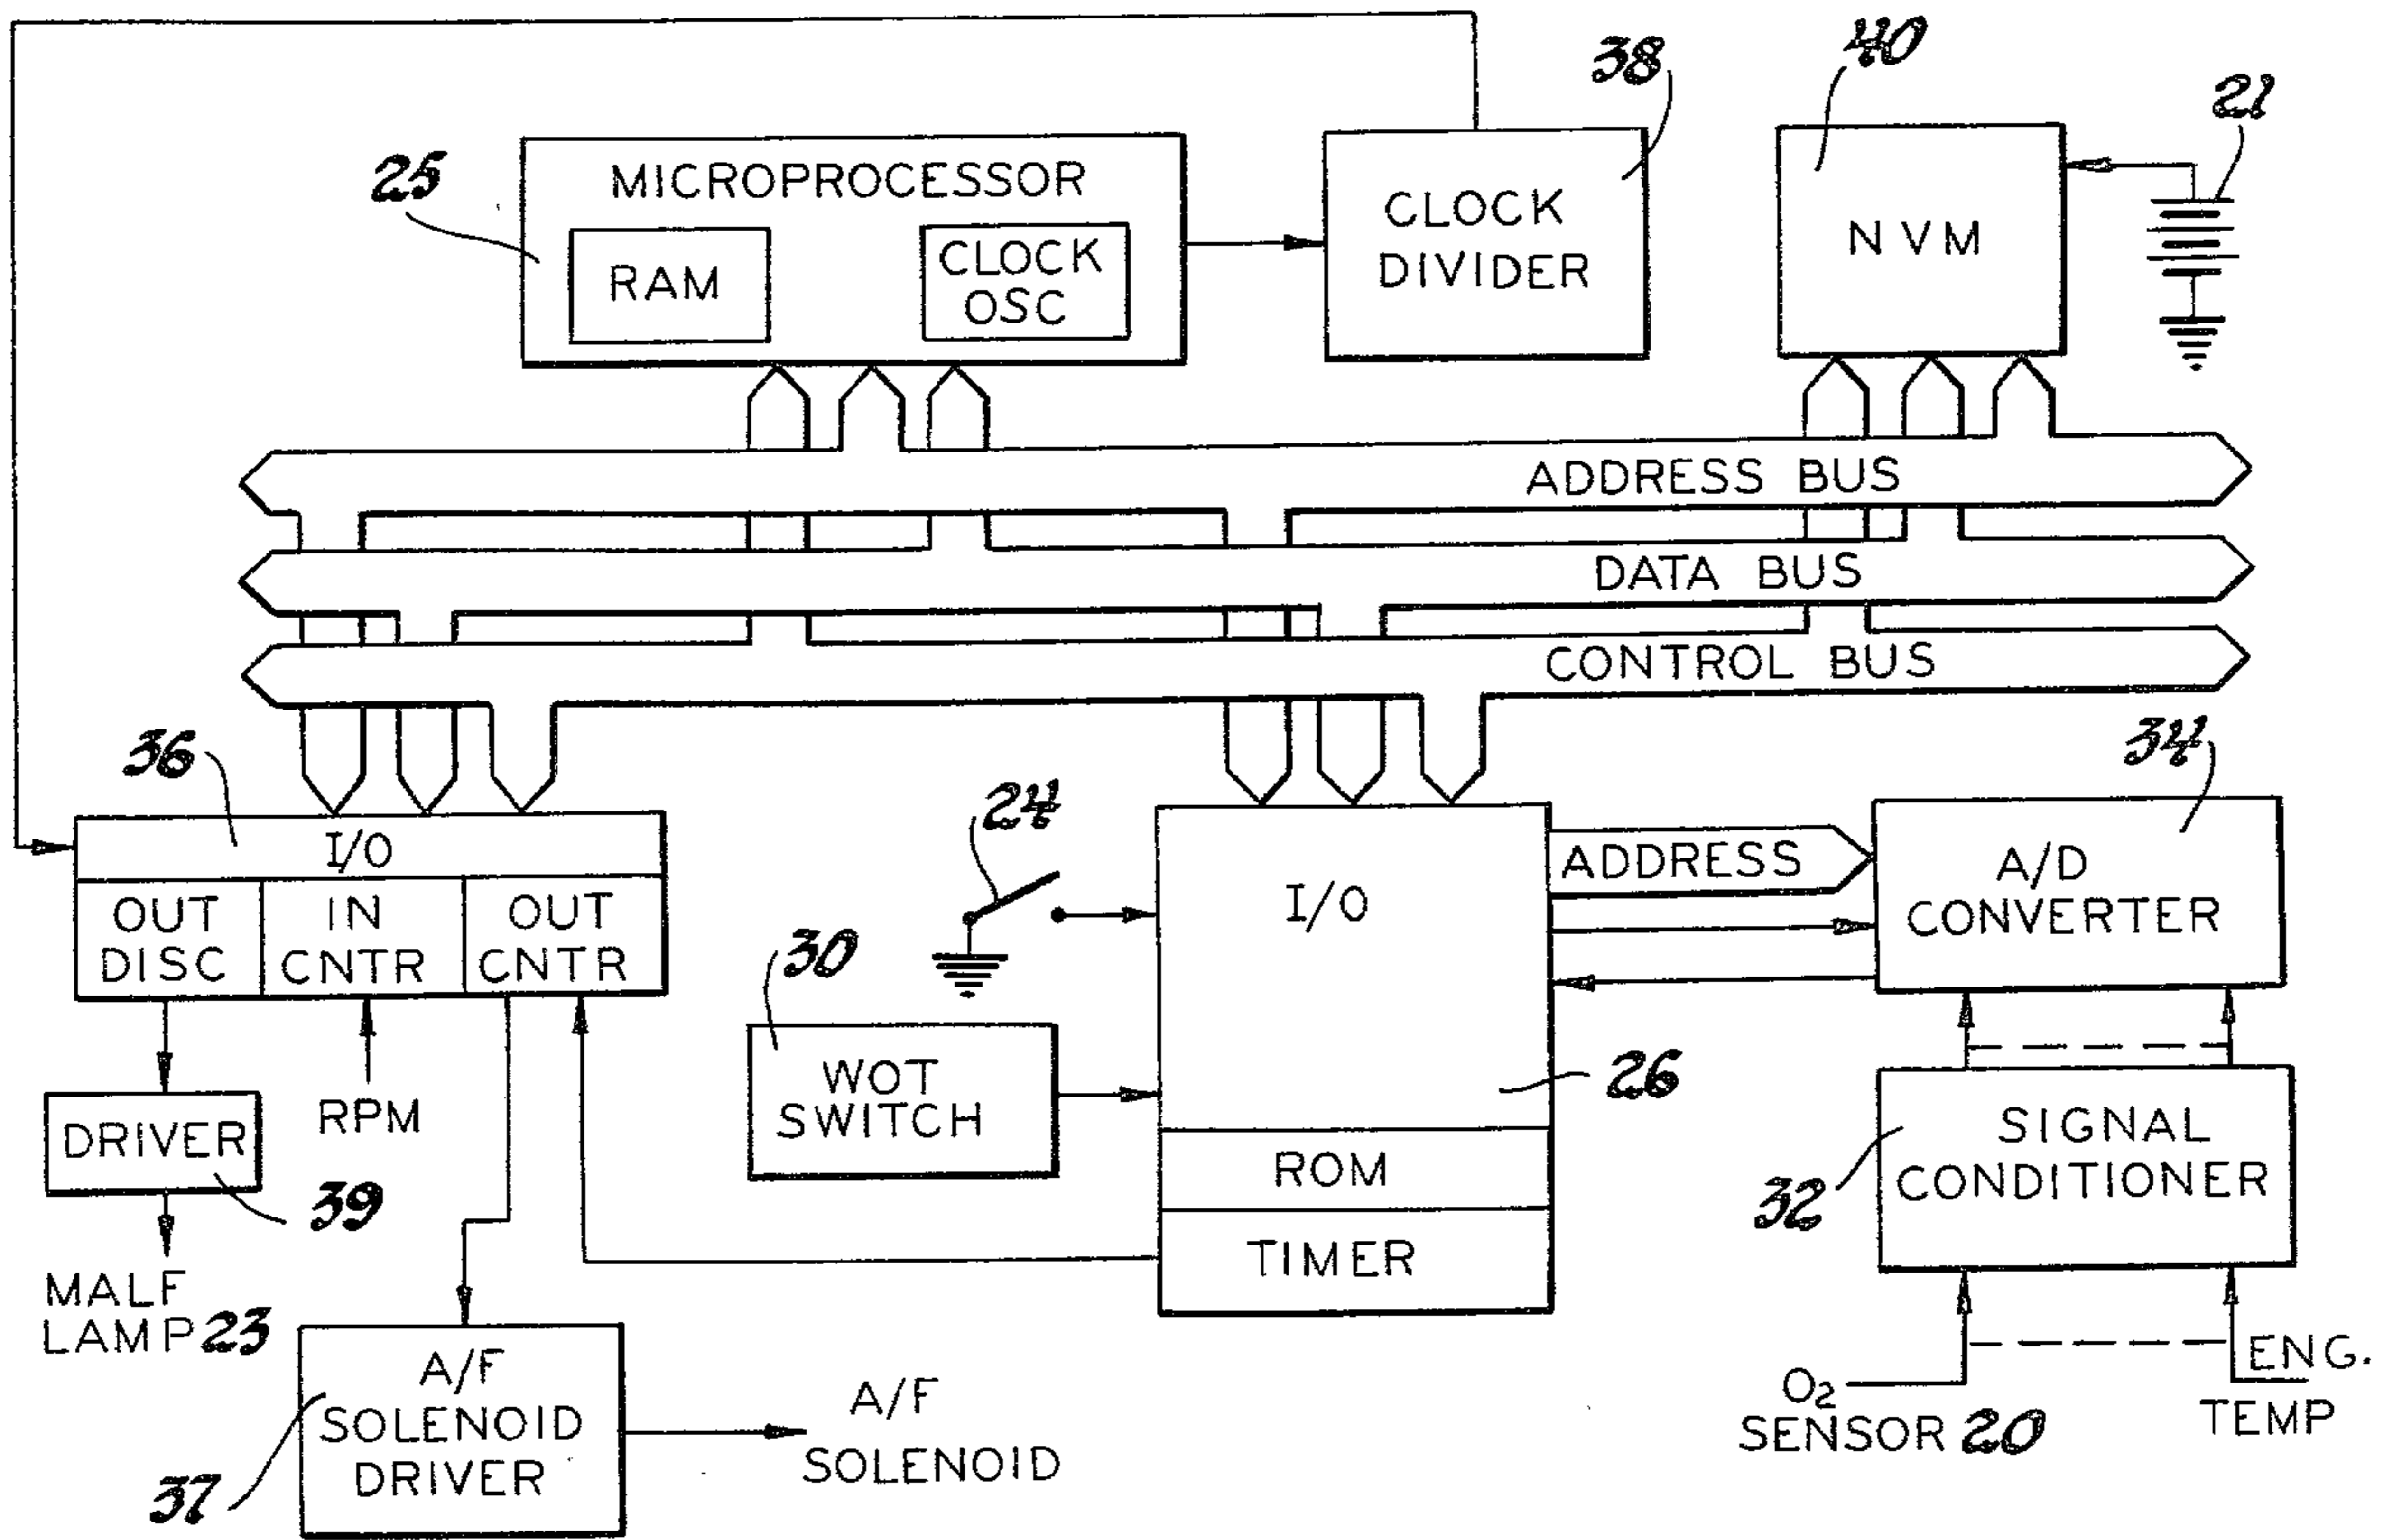 38
40
21
25
MICROPROCESSOR
RAM
CLOCK
OSC
CLOCK
DIVIDER
NVM
ADDRESS BUS
DATA BUS
CONTROL BUS
36
I/O
OUT
DISC
IN
CNTR
OUT
CNTR
24
30
WOT
SWITCH
I/O
26
ROM
TIMER
ADDRESS
34
A/D
CONVERTER
32
SIGNAL
CONDITIONER
DRIVER
39
RPM
MALF
LAMP 23
37
A/F
SOLENOID
DRIVER
A/F
SOLENOID
O₂
SENSOR 20
ENG.
TEMP